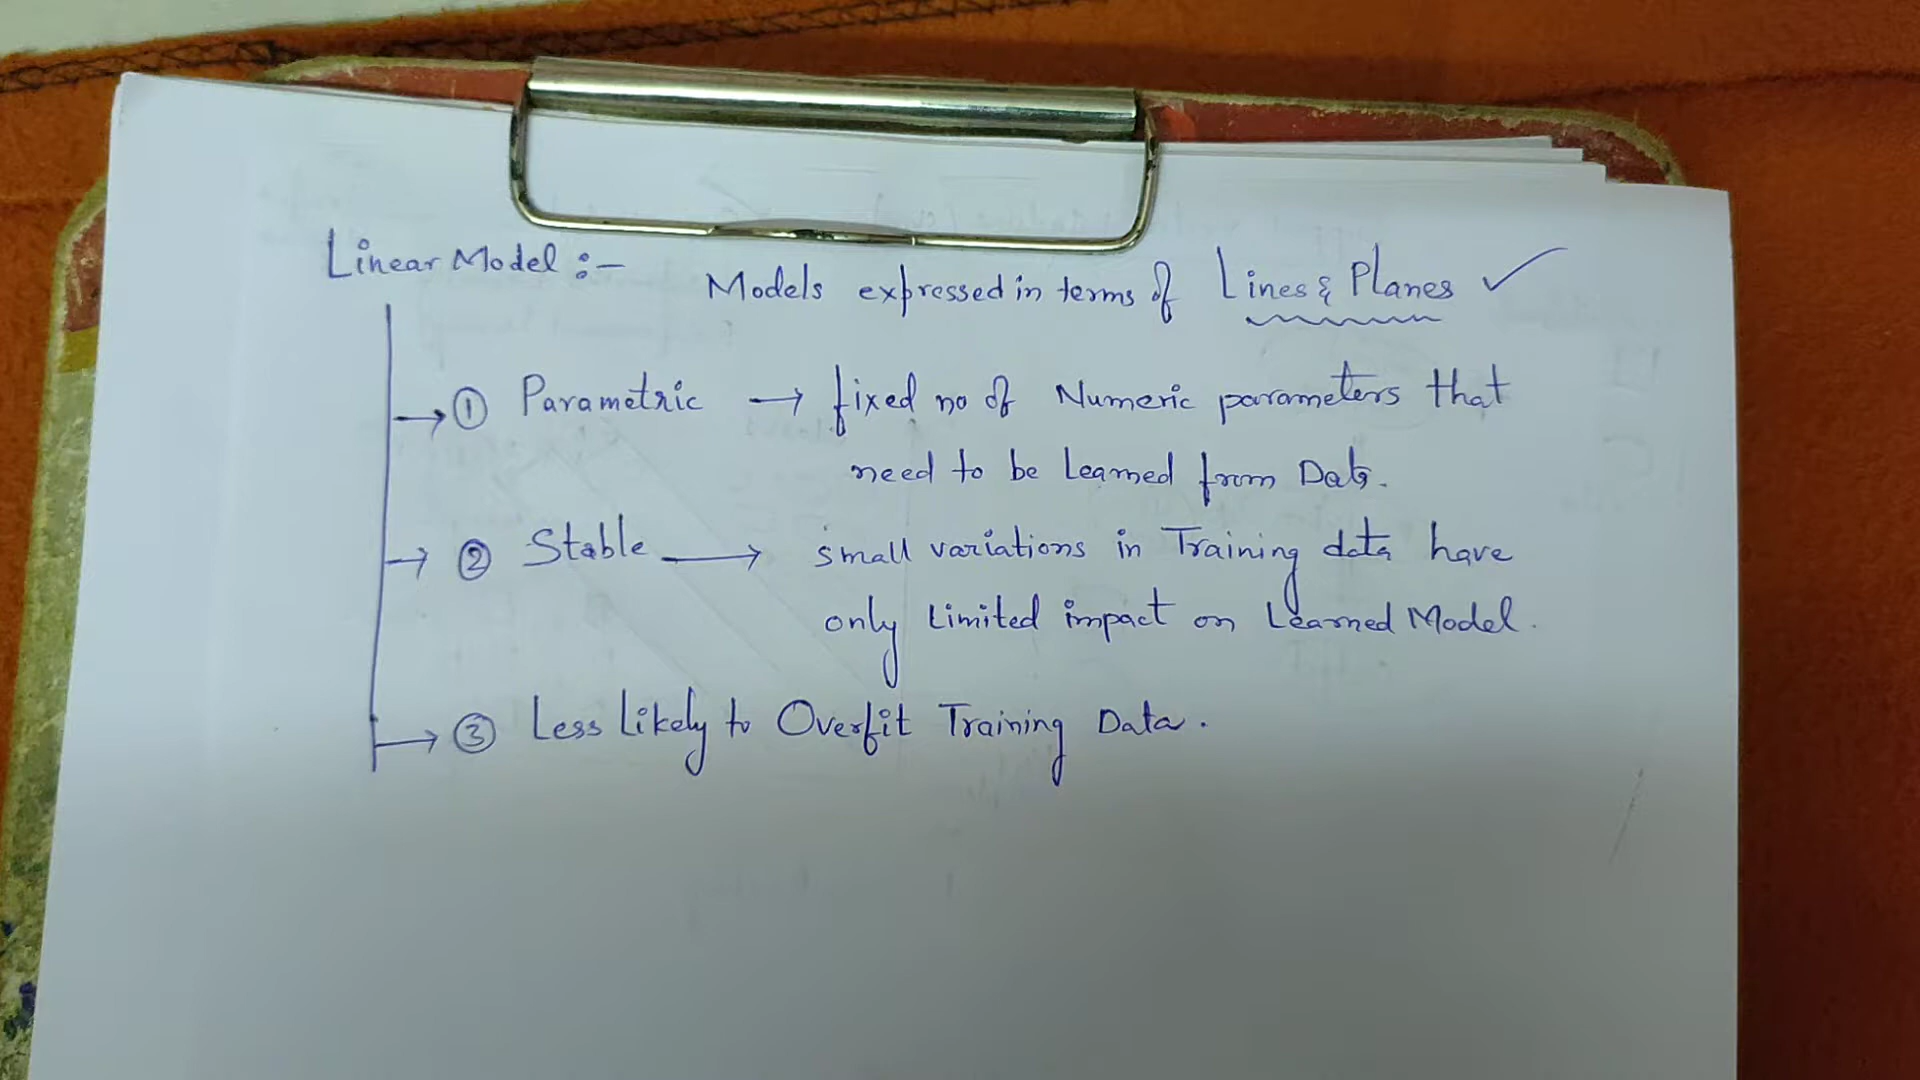 Linear Model :-
Models expressed in terms of Lines & Planes ✓
→ ① Parametric → fixed no of Numeric parameters that
need to be Learned from Data.
→ ② Stable → small variations in Training data have
only Limited impact on Learned Model.
→ ③ Less Likely to Overfit Training Data.